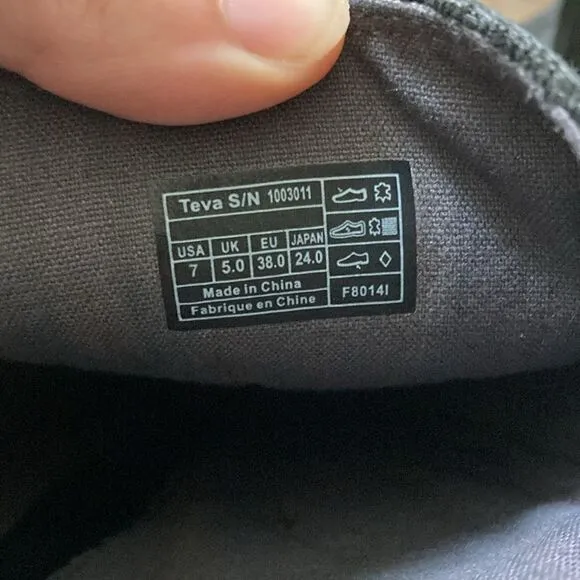 Teva S/N 1003011
USA UK EU JAPAN
7 5.0 38.0 24.0
Made in China
Fabriqué en Chine
F8014I